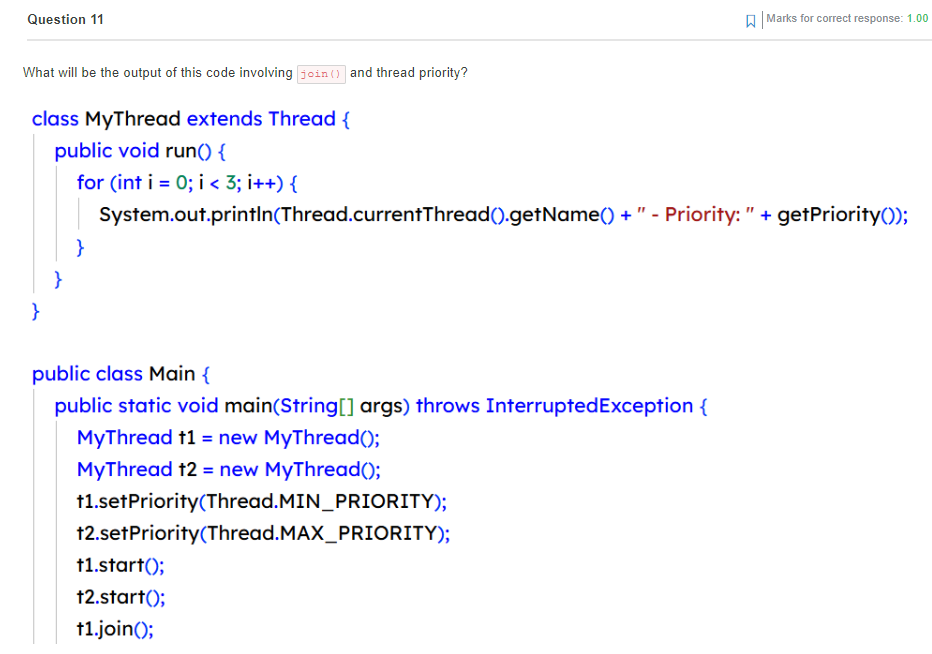 Question 11
Marks for correct response: 1.00
What will be the output of this code involving join() and thread priority?
class MyThread extends Thread {
public void run() {
for (int i = 0; i < 3; i++) {
System.out.println(Thread.currentThread().getName() + " - Priority: " + getPriority());
}
}
}
public class Main {
public static void main(String[] args) throws InterruptedException {
MyThread t1 = new MyThread();
MyThread t2 = new MyThread();
t1.setPriority(Thread.MIN_PRIORITY);
t2.setPriority(Thread.MAX_PRIORITY);
t1.start();
t2.start();
t1.join();